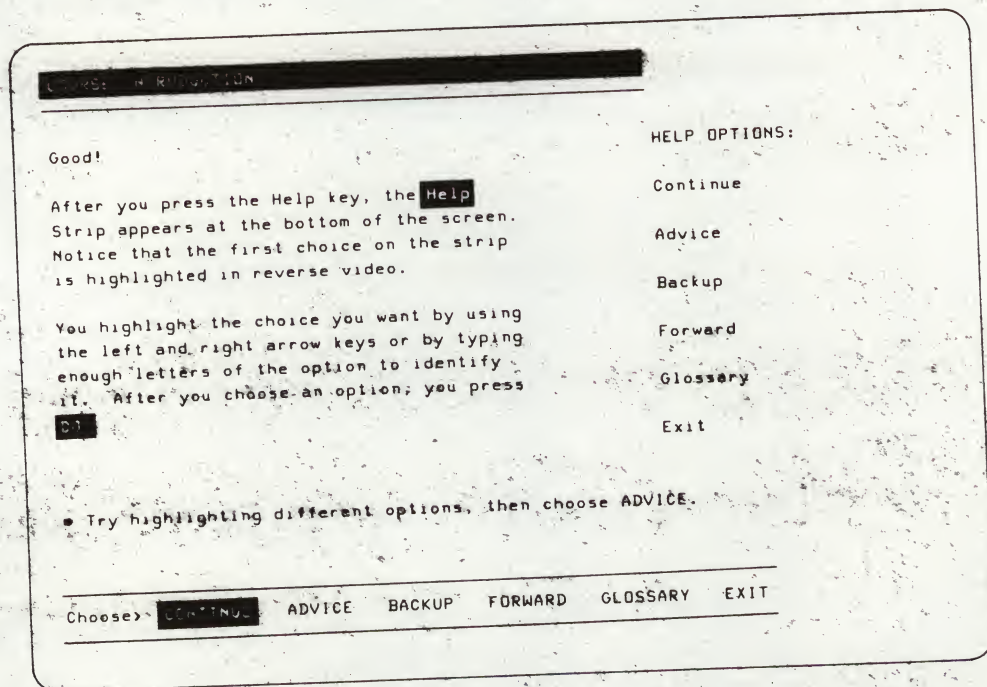 Good!
After you press the Help key, the Help
Strip appears at the bottom of the screen.
Notice that the first choice on the strip
is highlighted in reverse video.
You highlight the choice you want by using
the left and right arrow keys or by typing
enough letters of the option to identify
it. After you choose an option, you press
HELP OPTIONS:
Continue
Advice
Backup
Forward
Glossary
Exit
• Try highlighting different options, then choose ADVICE.
Choose> CONTINUE ADVICE BACKUP FORWARD GLOSSARY EXIT